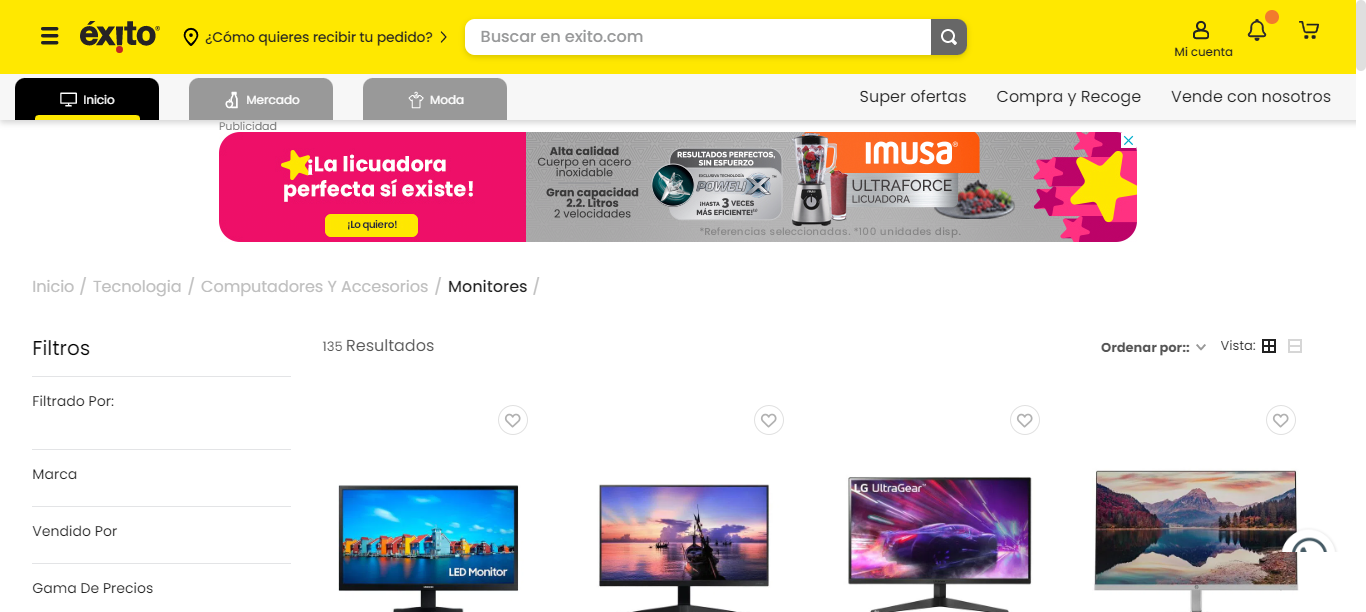 éxito
¿Cómo quieres recibir tu pedido?
Buscar en exito.com
Mi cuenta
Inicio
Mercado
Moda
Super ofertas
Compra y Recoge
Vende con nosotros
Publicidad
¡La licuadora
perfecta sí existe!
¡Lo quiero!
Alta calidad
Cuerpo en acero
inoxidable
Gran capacidad
2.2. Litros
2 velocidades
RESULTADOS PERFECTOS,
SIN ESFUERZO
EXCLUSIVA TECNOLOGÍA
POWELIX
¡HASTA 3 VECES
MÁS EFICIENTE!
IMUSA
ULTRAFORCE
LICUADORA
*Referencias seleccionadas. *100 unidades disp.
Inicio / Tecnologia / Computadores Y Accesorios / Monitores /
Filtros
135 Resultados
Ordenar por::
Vista:
Filtrado Por:
Marca
Vendido Por
Gama De Precios
LED Monitor
LG UltraGear™